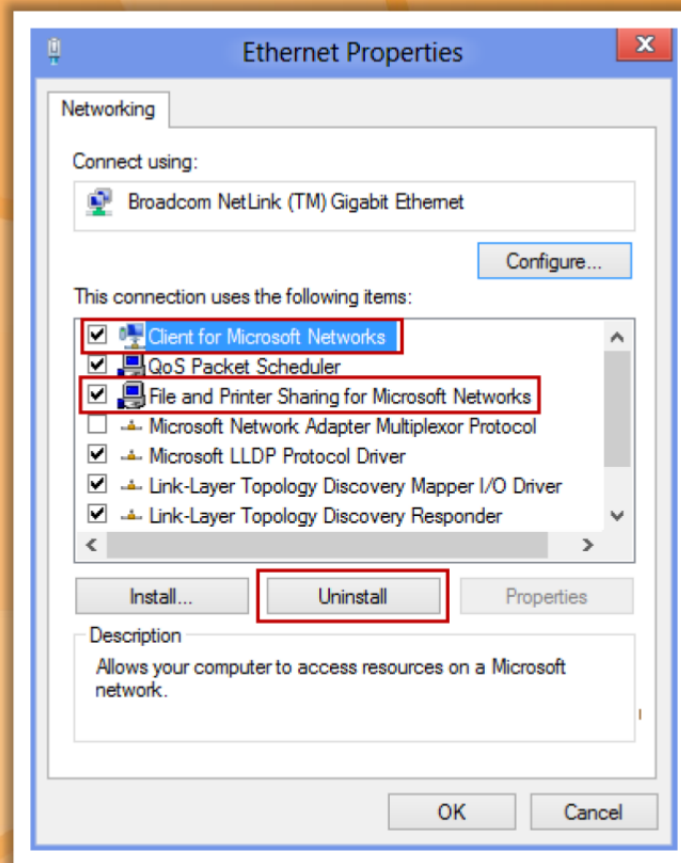 Ethernet Properties
x
Networking
Connect using:
Broadcom NetLink (TM) Gigabit Ethernet
Configure...
This connection uses the following items:
Client for Microsoft Networks
QoS Packet Scheduler
File and Printer Sharing for Microsoft Networks
Microsoft Network Adapter Multiplexor Protocol
Microsoft LLDP Protocol Driver
Link-Layer Topology Discovery Mapper I/O Driver
Link-Layer Topology Discovery Responder
Install... Uninstall Properties
Description
Allows your computer to access resources on a Microsoft
network.
OK Cancel